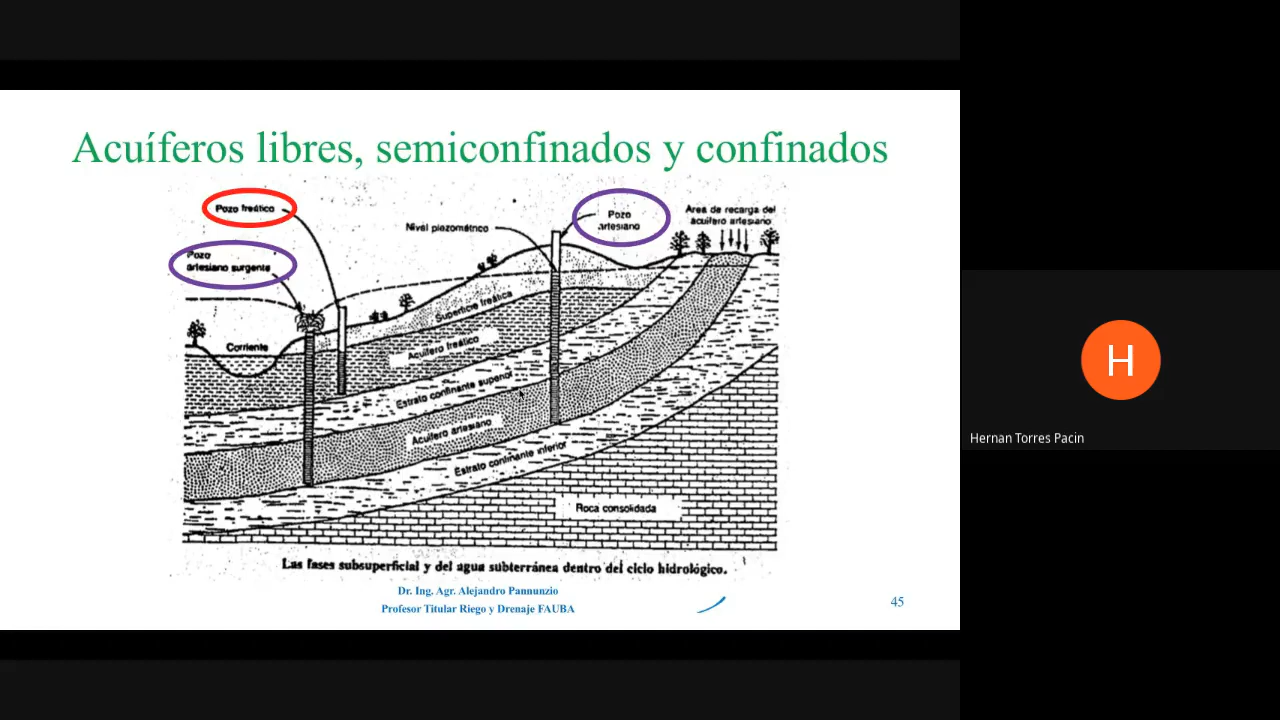 Acuíferos libres, semiconfinados y confinados
Pozo freático
Pozo
artesiano surgente
Nivel piezométrico
Pozo
artesiano
Area de recarga del
acuífero artesiano
Superficie freática
Corriente
Acuífero freático
Estrato confinante superior
Acuífero artesiano
Estrato confinante inferior
Roca consolidada
Las fases subsuperficial y del agua subterránea dentro del ciclo hidrológico.
Dr. Ing. Agr. Alejandro Pannunzio
Profesor Titular Riego y Drenaje FAUBA
45
H
Hernan Torres Pacin